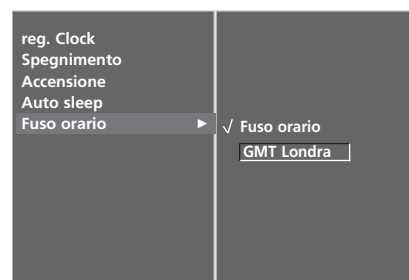 reg. Clock
Spegnimento
Accensione
Auto sleep
Fuso orario ►
√ Fuso orario
GMT Londra